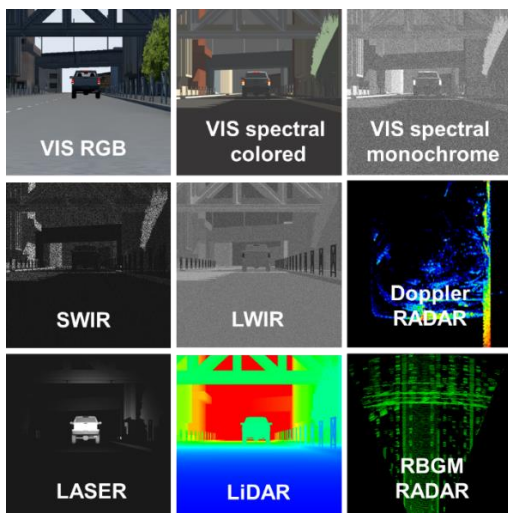 VIS RGB
VIS spectral
colored
VIS spectral
monochrome
SWIR
LWIR
Doppler
RADAR
LASER
LiDAR
RBGM
RADAR